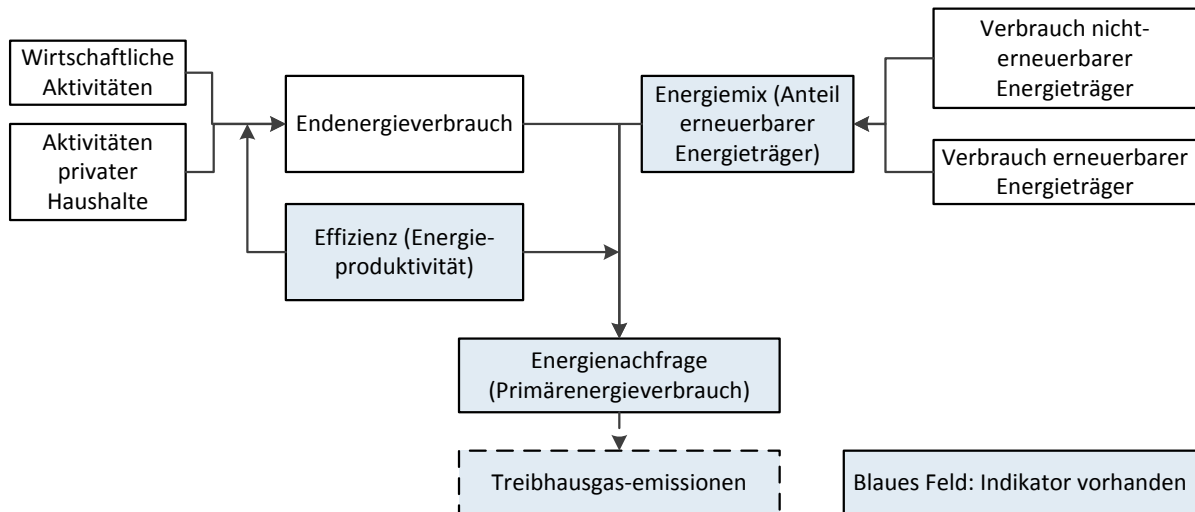 Wirtschaftliche
Aktivitäten
Aktivitäten
privater
Haushalte
Endenergieverbrauch
Effizienz (Energie-
produktivität)
Energiemix (Anteil
erneuerbarer
Energieträger)
Verbrauch nicht-
erneuerbarer
Energieträger
Verbrauch erneuerbarer
Energieträger
Energienachfrage
(Primärenergieverbrauch)
Treibhausgas-emissionen
Blaues Feld: Indikator vorhanden